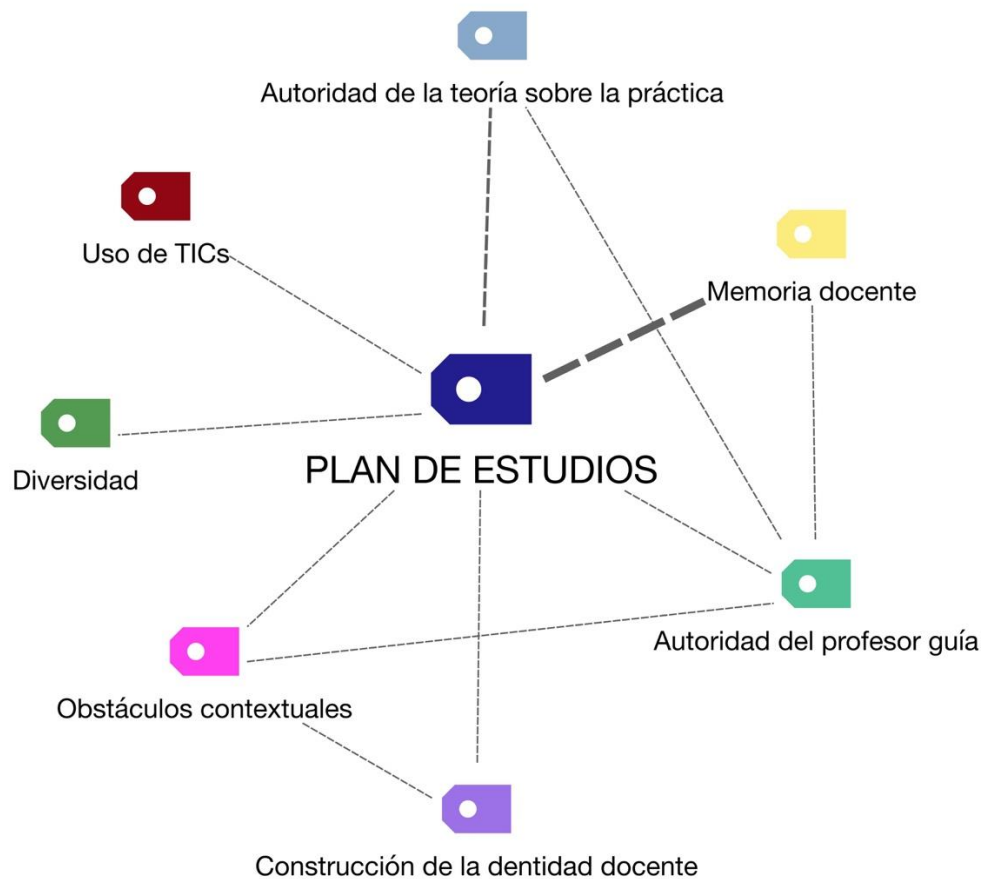 Autoridad de la teoría sobre la práctica
Uso de TICs
Memoria docente
PLAN DE ESTUDIOS
Diversidad
Autoridad del profesor guía
Obstáculos contextuales
Construcción de la dentidad docente